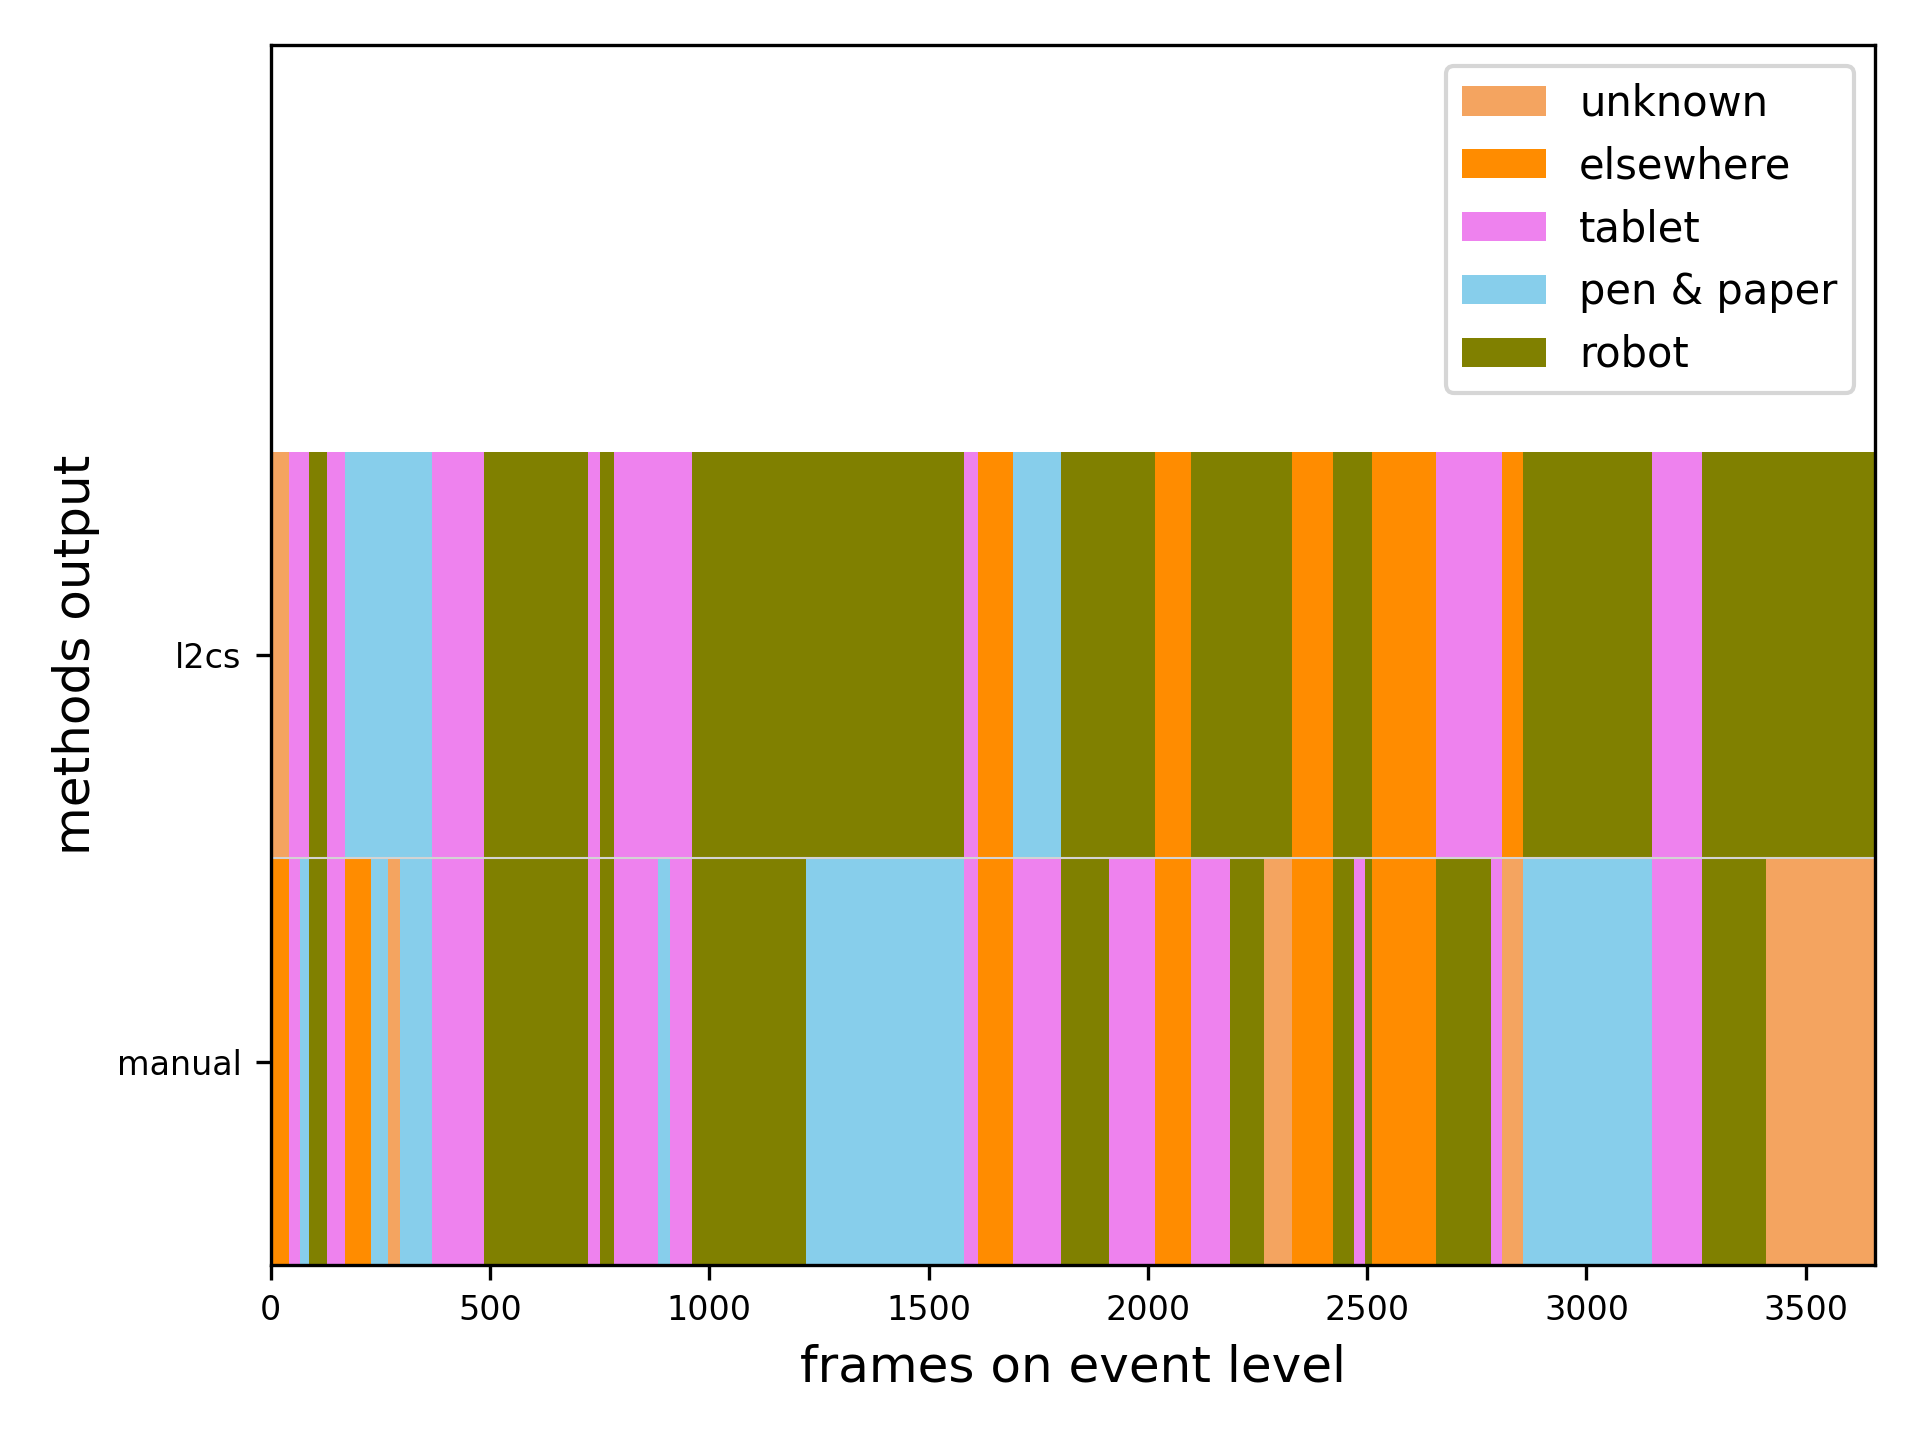 unknown
elsewhere
tablet
pen & paper
robot
methods output
l2cs
manual
0 500 1000 1500 2000 2500 3000 3500
frames on event level